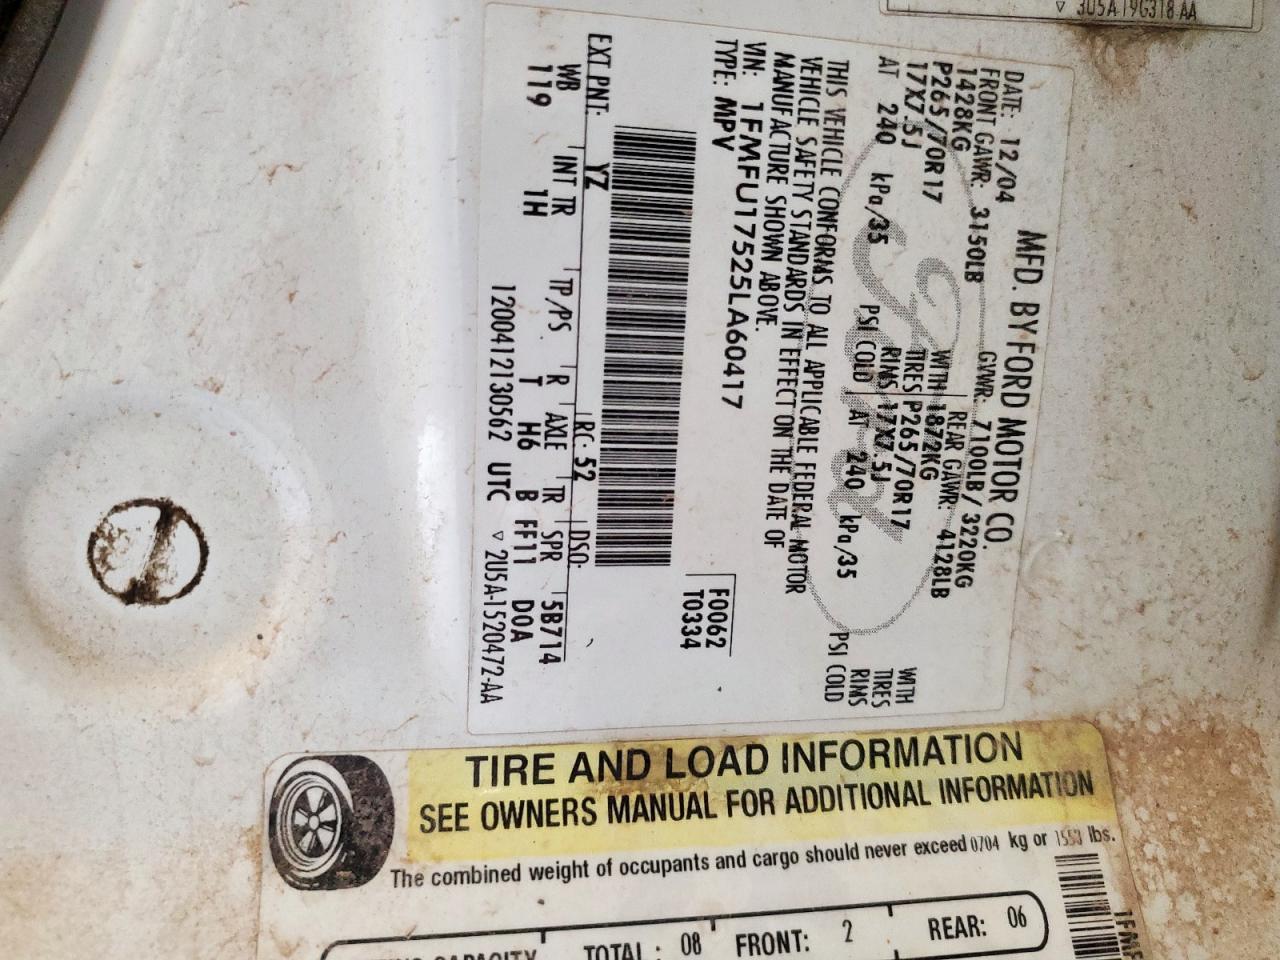 3U5A19G318 AA
MFD. BY FORD MOTOR CO.
DATE: 12/04 GVWR: 7100LB / 3220KG
FRONT GAWR: 3150LB REAR GAWR: 4128LB
1428KG WITH 1872KG WITH
P265/70R17 TIRES P265/70R17 TIRES
17X7.5J RIMS 17X7.5J RIMS
AT 240 kPa/35 PSI COLD AT 240 kPa/35 PSI COLD
THIS VEHICLE CONFORMS TO ALL APPLICABLE FEDERAL MOTOR
VEHICLE SAFETY STANDARDS IN EFFECT ON THE DATE OF
MANUFACTURE SHOWN ABOVE.
VIN: 1FMFU17525LA60417
TYPE: MPV
F0062
T0334
EXT PNT: YZ RC: 52 DSO:
WB INT TR TP/PS R AXLE TR SPR 5B714
119 1H T H6 B FF11 D0A
12004121 30562 UTC 2U5A-1520472-AA
TIRE AND LOAD INFORMATION
SEE OWNERS MANUAL FOR ADDITIONAL INFORMATION
The combined weight of occupants and cargo should never exceed 0704 kg or 1553 lbs.
CAPACITY TOTAL: 08 FRONT: 2 REAR: 06
1FMF